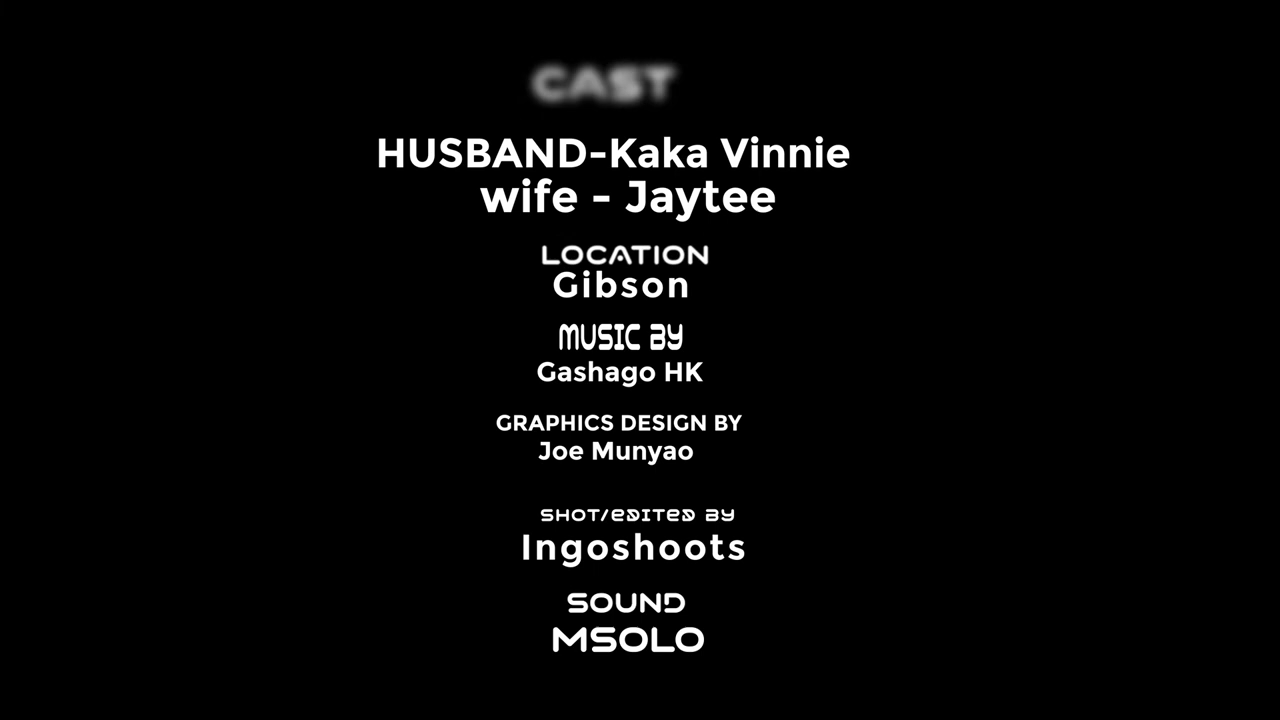 CAST
HUSBAND-Kaka Vinnie
wife - Jaytee
LOCATION
Gibson
MUSIC BY
Gashago HK
GRAPHICS DESIGN BY
Joe Munyao
SHOT/EDITED BY
Ingoshoots
SOUND
MSOLO